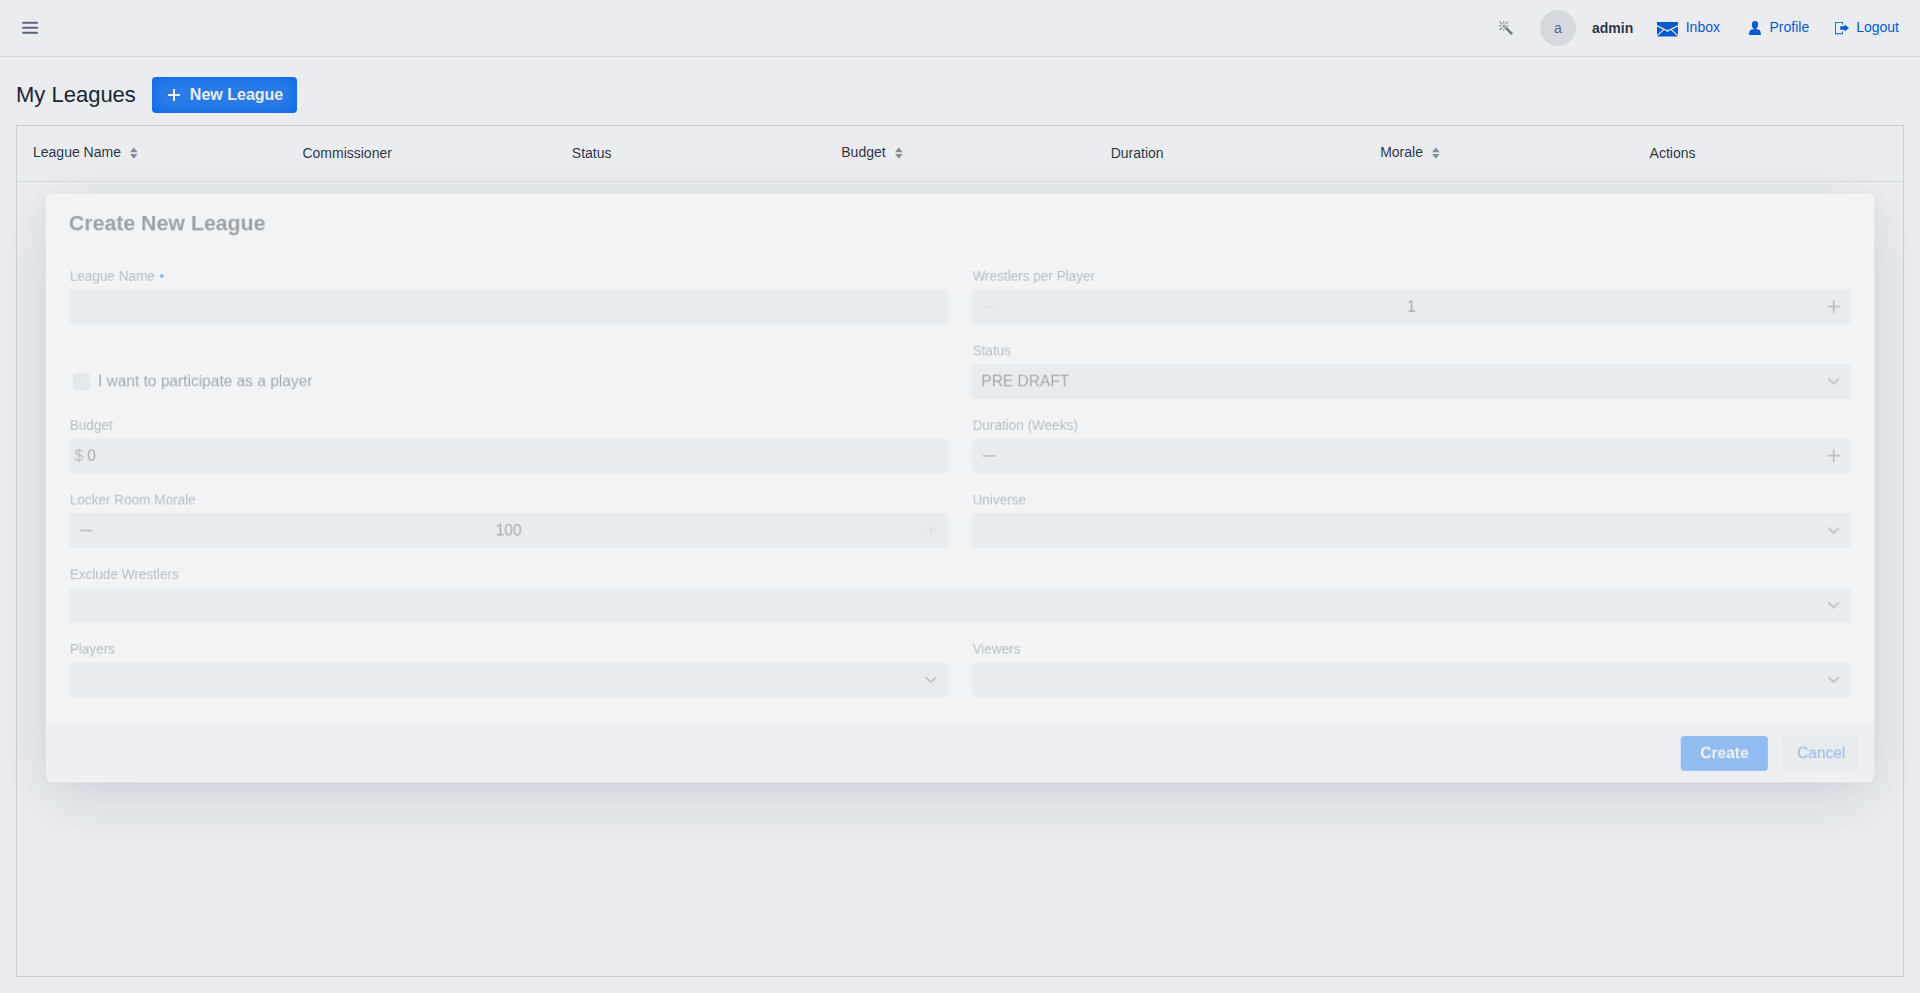 a admin Inbox Profile Logout
My Leagues + New League
League Name Commissioner Status Budget Duration Morale Actions
Create New League
League Name • Wrestlers per Player
1
Status
I want to participate as a player PRE DRAFT
Budget Duration (Weeks)
$ 0
Locker Room Morale Universe
100
Exclude Wrestlers
Players Viewers
Create Cancel